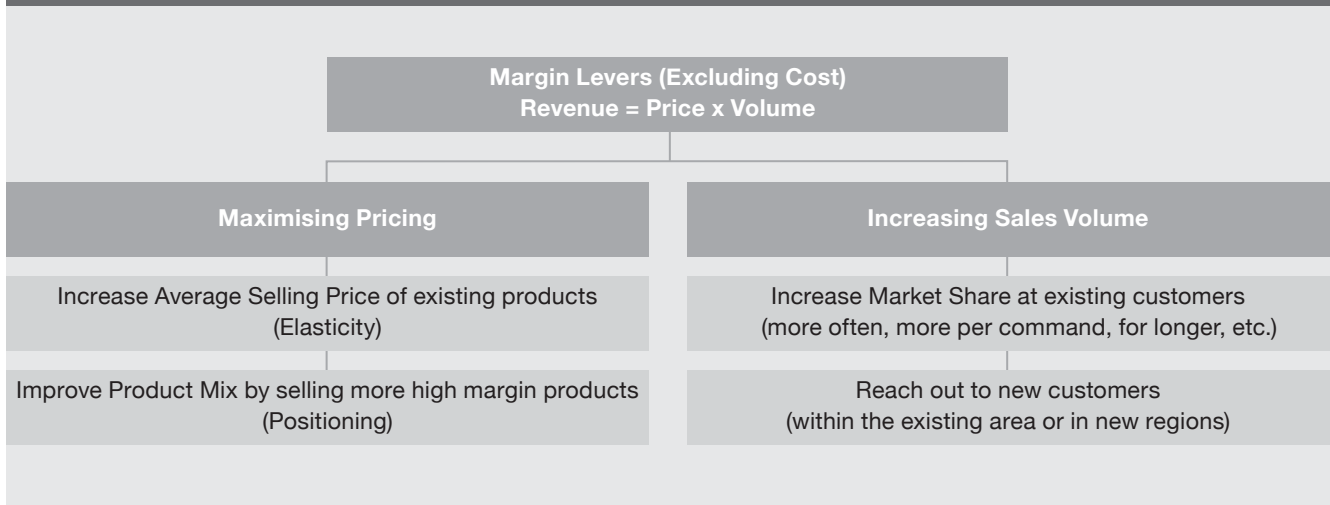 Margin Levers (Excluding Cost)
Revenue = Price x Volume
Maximising Pricing
Increase Average Selling Price of existing products
(Elasticity)
Improve Product Mix by selling more high margin products
(Positioning)
Increasing Sales Volume
Increase Market Share at existing customers
(more often, more per command, for longer, etc.)
Reach out to new customers
(within the existing area or in new regions)